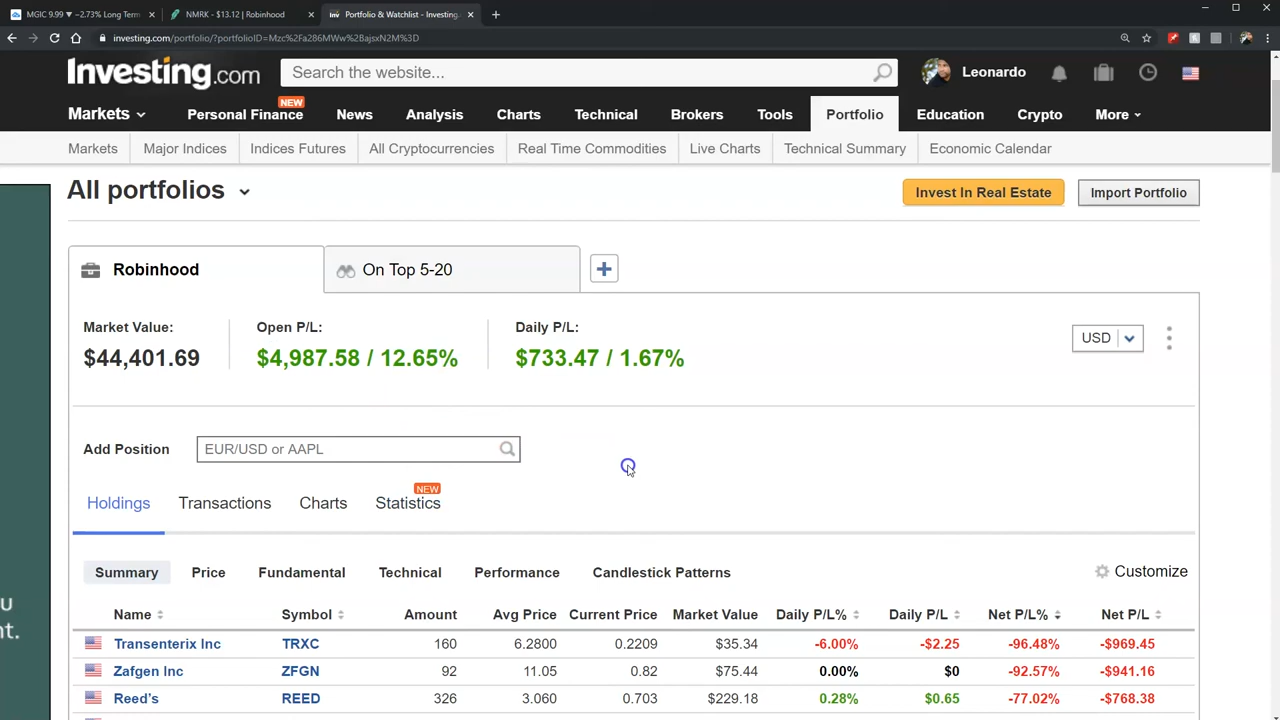 MGIC 9.99 ▼ −2.73% Long Term
NMRK - $13.12 | Robinhood
Portfolio & Watchlist - Investing.
investing.com/portfolio/?portfolioID=Mzc%2Fa286MWw%2BajsxN2M%3D
Investing.com
Search the website...
Leonardo
NEW
Markets
Personal Finance
News
Analysis
Charts
Technical
Brokers
Tools
Portfolio
Education
Crypto
More
Markets
Major Indices
Indices Futures
All Cryptocurrencies
Real Time Commodities
Live Charts
Technical Summary
Economic Calendar
All portfolios
Invest In Real Estate
Import Portfolio
Robinhood
On Top 5-20
Market Value:
$44,401.69
Open P/L:
$4,987.58 / 12.65%
Daily P/L:
$733.47 / 1.67%
USD
Add Position
EUR/USD or AAPL
Holdings
Transactions
Charts
Statistics
NEW
Summary
Price
Fundamental
Technical
Performance
Candlestick Patterns
Customize
Name Symbol Amount Avg Price Current Price Market Value Daily P/L% Daily P/L Net P/L% Net P/L
Transenterix Inc TRXC 160 6.2800 0.2209 $35.34 -6.00% -$2.25 -96.48% -$969.45
Zafgen Inc ZFGN 92 11.05 0.82 $75.44 0.00% $0 -92.57% -$941.16
Reed's REED 326 3.060 0.703 $229.18 0.28% $0.65 -77.02% -$768.38